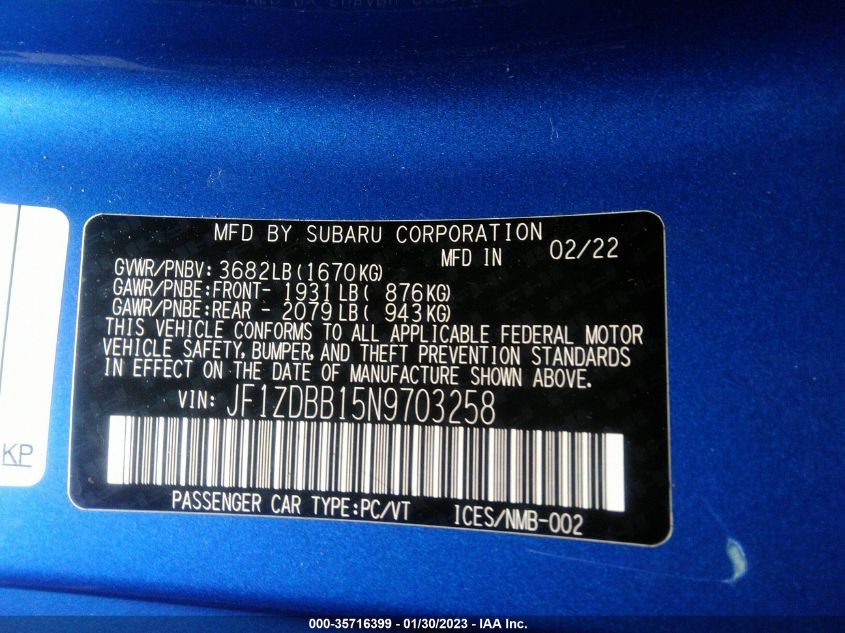 MFD BY SUBARU CORPORATION
MFD IN 02/22
GVWR/PNBV: 3682LB(1670KG)
GAWR/PNBE:FRONT- 1931LB( 876KG)
GAWR/PNBE:REAR - 2079LB( 943KG)
THIS VEHICLE CONFORMS TO ALL APPLICABLE FEDERAL MOTOR
VEHICLE SAFETY, BUMPER, AND THEFT PREVENTION STANDARDS
IN EFFECT ON THE DATE OF MANUFACTURE SHOWN ABOVE.
VIN: JF1ZDBB15N9703258
PASSENGER CAR TYPE:PC/VT ICES/NMB-002
KP
000-35716399 - 01/30/2023 - IAA Inc.